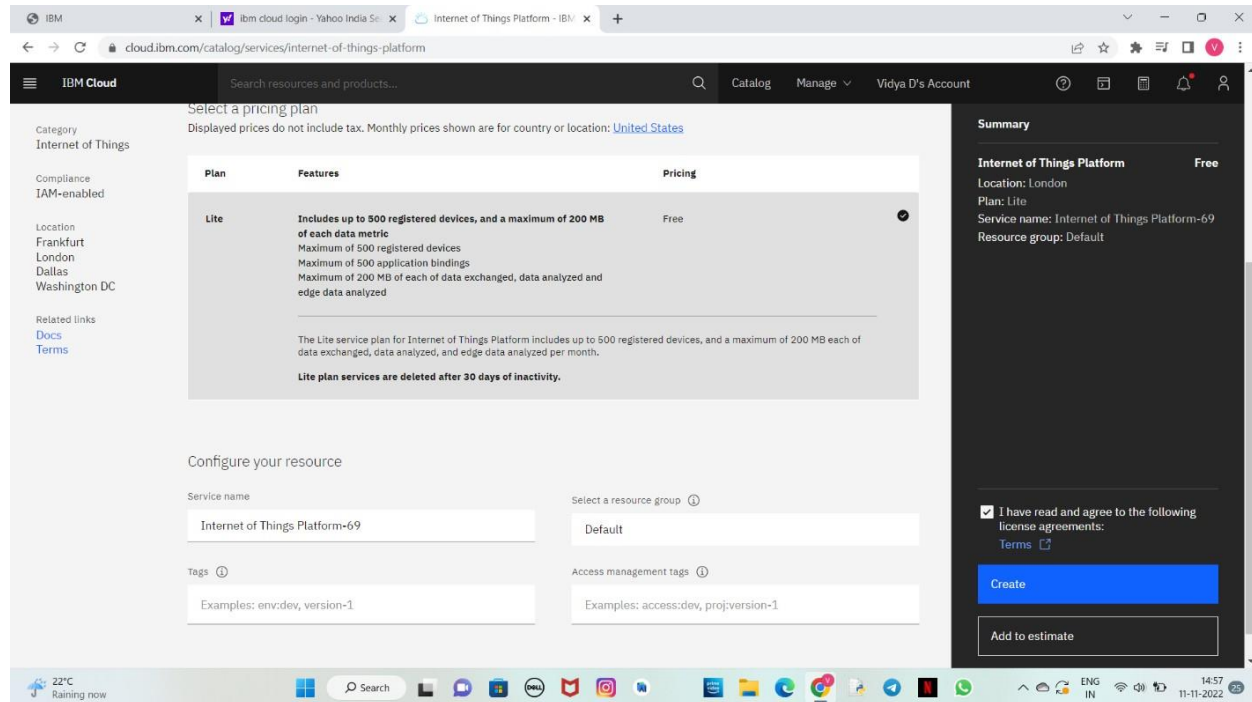 IBM
ibm cloud login - Yahoo India Se
Internet of Things Platform - IBM
cloud.ibm.com/catalog/services/internet-of-things-platform
V
IBM Cloud
Search resources and products...
Catalog
Manage
Vidya D's Account
Category
Internet of Things
Compliance
IAM-enabled
Location
Frankfurt
London
Dallas
Washington DC
Related links
Docs
Terms
Select a pricing plan
Displayed prices do not include tax. Monthly prices shown are for country or location: United States
Plan Features Pricing
Lite
Includes up to 500 registered devices, and a maximum of 200 MB
of each data metric
Maximum of 500 registered devices
Maximum of 500 application bindings
Maximum of 200 MB of each of data exchanged, data analyzed and
edge data analyzed
Free
The Lite service plan for Internet of Things Platform includes up to 500 registered devices, and a maximum of 200 MB each of
data exchanged, data analyzed, and edge data analyzed per month.
Lite plan services are deleted after 30 days of inactivity.
Configure your resource
Service name
Internet of Things Platform-69
Select a resource group
Default
Tags
Examples: env:dev, version-1
Access management tags
Examples: access:dev, proj:version-1
Summary
Internet of Things Platform Free
Location: London
Plan: Lite
Service name: Internet of Things Platform-69
Resource group: Default
I have read and agree to the following
license agreements:
Terms
Create
Add to estimate
22°C
Raining now
Search
DELL
ENG
IN
14:57
11-11-2022
25